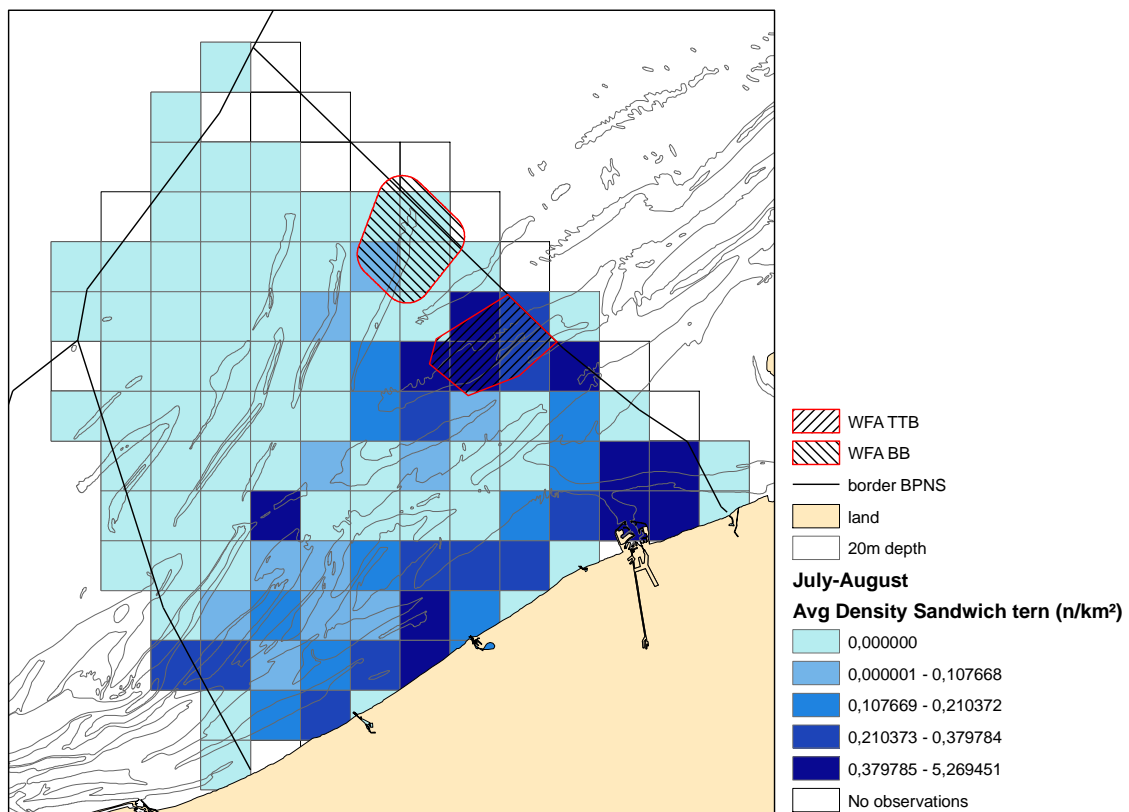 WFA TTB
WFA BB
border BPNS
land
20m depth
July-August
Avg Density Sandwich tern (n/km²)
0,000000
0,000001 - 0,107668
0,107669 - 0,210372
0,210373 - 0,379784
0,379785 - 5,269451
No observations